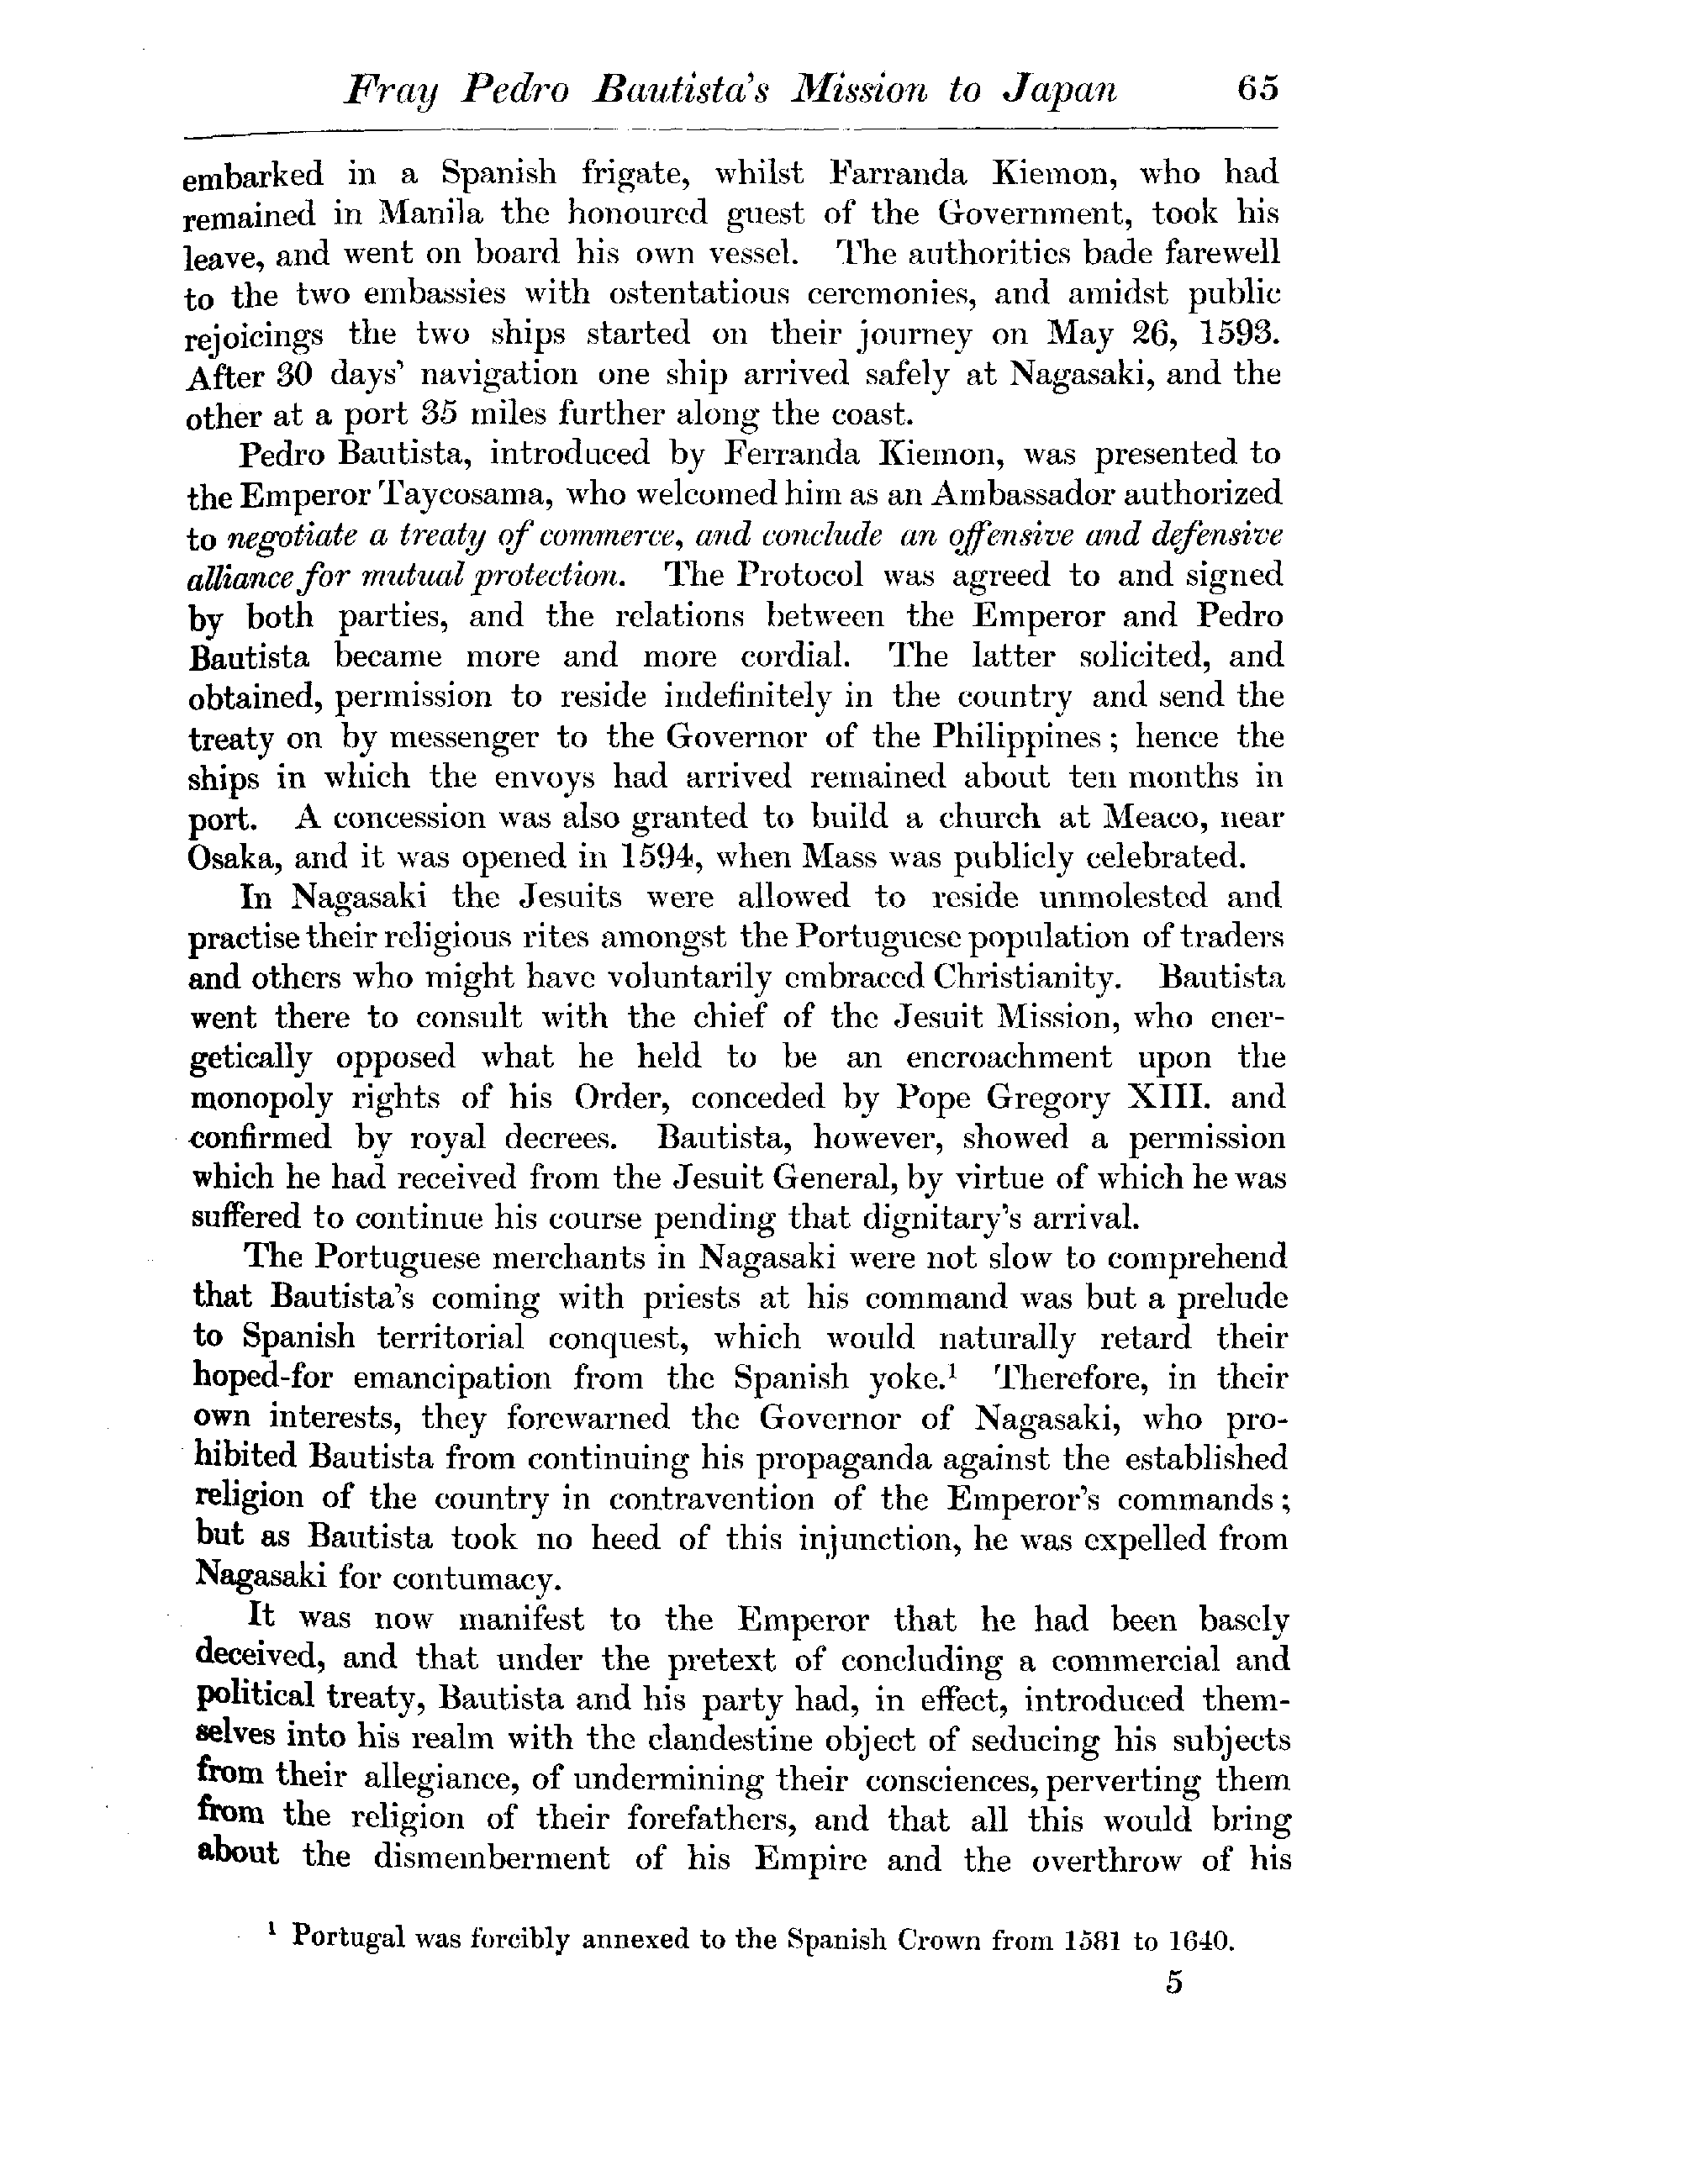 Fray Pedro Bautista's Mission to Japan 65
embarked in a Spanish frigate, whilst Farranda Kiemon, who had
remained in Manila the honoured guest of the Government, took his
leave, and went on board his own vessel. The authorities bade farewell
to the two embassies with ostentatious ceremonies, and amidst public
rejoicings the two ships started on their journey on May 26, 1593.
After 30 days' navigation one ship arrived safely at Nagasaki, and the
other at a port 35 miles further along the coast.
Pedro Bautista, introduced by Ferranda Kiemon, was presented to
the Emperor Taycosama, who welcomed him as an Ambassador authorized
to negotiate a treaty of commerce, and conclude an offensive and defensive
alliance for mutual protection. The Protocol was agreed to and signed
by both parties, and the relations between the Emperor and Pedro
Bautista became more and more cordial. The latter solicited, and
obtained, permission to reside indefinitely in the country and send the
treaty on by messenger to the Governor of the Philippines; hence the
ships in which the envoys had arrived remained about ten months in
port. A concession was also granted to build a church at Meaco, near
Osaka, and it was opened in 1594, when Mass was publicly celebrated.
In Nagasaki the Jesuits were allowed to reside unmolested and
practise their religious rites amongst the Portuguese population of traders
and others who might have voluntarily embraced Christianity. Bautista
went there to consult with the chief of the Jesuit Mission, who ener-
getically opposed what he held to be an encroachment upon the
monopoly rights of his Order, conceded by Pope Gregory XIII. and
confirmed by royal decrees. Bautista, however, showed a permission
which he had received from the Jesuit General, by virtue of which he was
suffered to continue his course pending that dignitary's arrival.
The Portuguese merchants in Nagasaki were not slow to comprehend
that Bautista's coming with priests at his command was but a prelude
to Spanish territorial conquest, which would naturally retard their
hoped-for emancipation from the Spanish yoke.¹ Therefore, in their
own interests, they forewarned the Governor of Nagasaki, who pro-
hibited Bautista from continuing his propaganda against the established
religion of the country in contravention of the Emperor's commands;
but as Bautista took no heed of this injunction, he was expelled from
Nagasaki for contumacy.
It was now manifest to the Emperor that he had been basely
deceived, and that under the pretext of concluding a commercial and
political treaty, Bautista and his party had, in effect, introduced them-
selves into his realm with the clandestine object of seducing his subjects
from their allegiance, of undermining their consciences, perverting them
from the religion of their forefathers, and that all this would bring
about the dismemberment of his Empire and the overthrow of his
¹ Portugal was forcibly annexed to the Spanish Crown from 1581 to 1640.
5